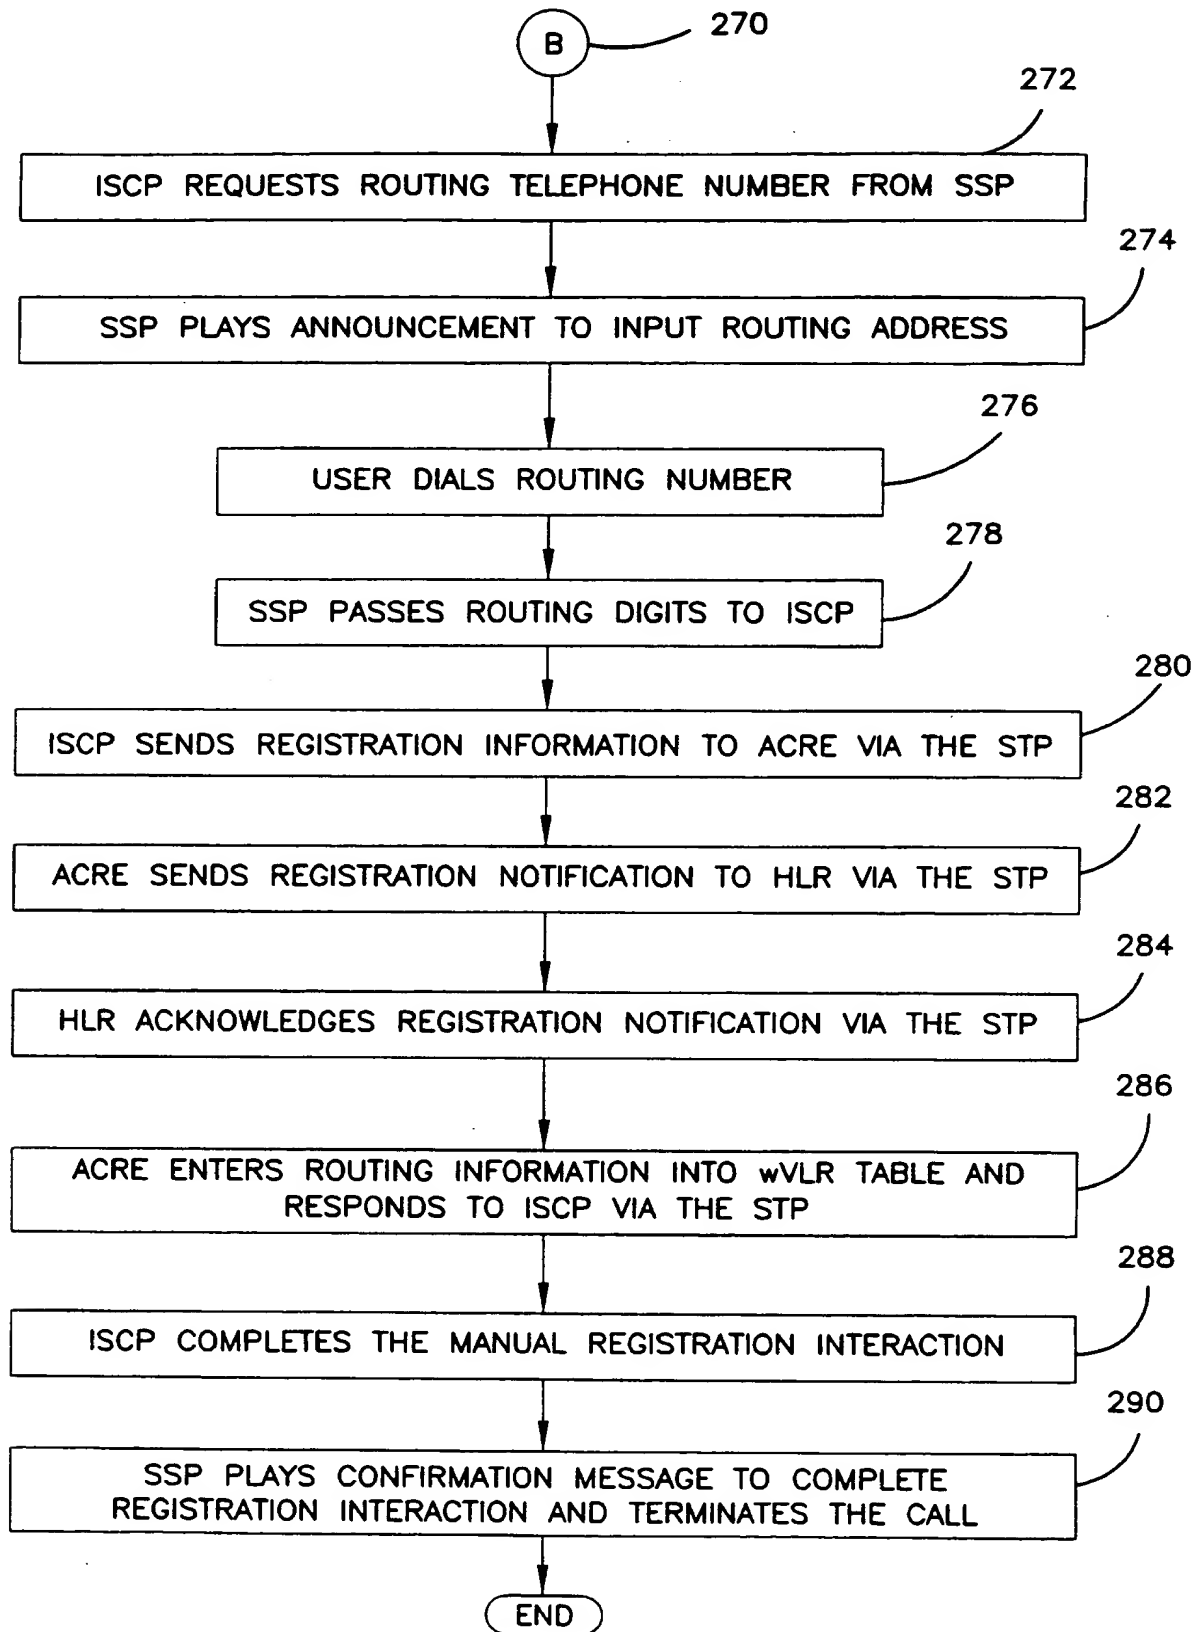 B
270
272
ISCP REQUESTS ROUTING TELEPHONE NUMBER FROM SSP
274
SSP PLAYS ANNOUNCEMENT TO INPUT ROUTING ADDRESS
276
USER DIALS ROUTING NUMBER
278
SSP PASSES ROUTING DIGITS TO ISCP
280
ISCP SENDS REGISTRATION INFORMATION TO ACRE VIA THE STP
282
ACRE SENDS REGISTRATION NOTIFICATION TO HLR VIA THE STP
284
HLR ACKNOWLEDGES REGISTRATION NOTIFICATION VIA THE STP
286
ACRE ENTERS ROUTING INFORMATION INTO wVLR TABLE AND
RESPONDS TO ISCP VIA THE STP
288
ISCP COMPLETES THE MANUAL REGISTRATION INTERACTION
290
SSP PLAYS CONFIRMATION MESSAGE TO COMPLETE
REGISTRATION INTERACTION AND TERMINATES THE CALL
END